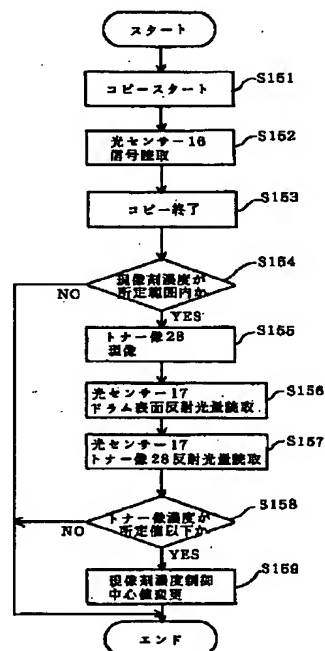 スタート
コピースタート
S151
光センサー16
信号読取
S152
コピー終了
S153
現像剤濃度が
所定範囲内か
S154
NO
YES
トナー像28
現像
S155
光センサー17
ドラム表面反射光量読取
S156
光センサー17
トナー像28反射光量読取
S157
トナー像濃度が
所定値以下か
S158
NO
YES
現像剤濃度制御
中心値変更
S159
エンド